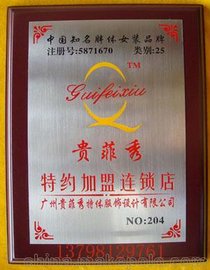 中国知名胖体女装品牌
注册号:5871670 类别:25
TM
Q
Guifeixiu
贵菲秀
特约加盟连锁店
广州贵菲秀特体服饰设计有限公司
NO:204